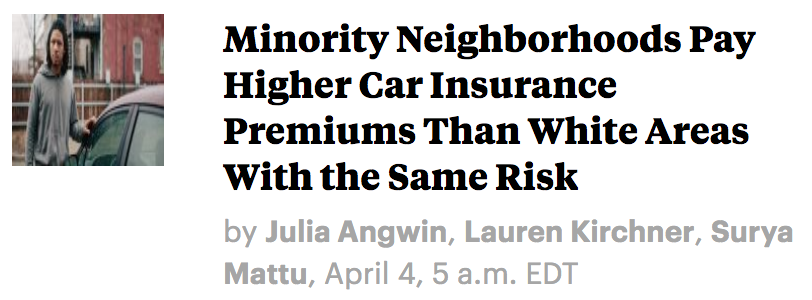 Minority Neighborhoods Pay
Higher Car Insurance
Premiums Than White Areas
With the Same Risk
by Julia Angwin, Lauren Kirchner, Surya
Mattu, April 4, 5 a.m. EDT